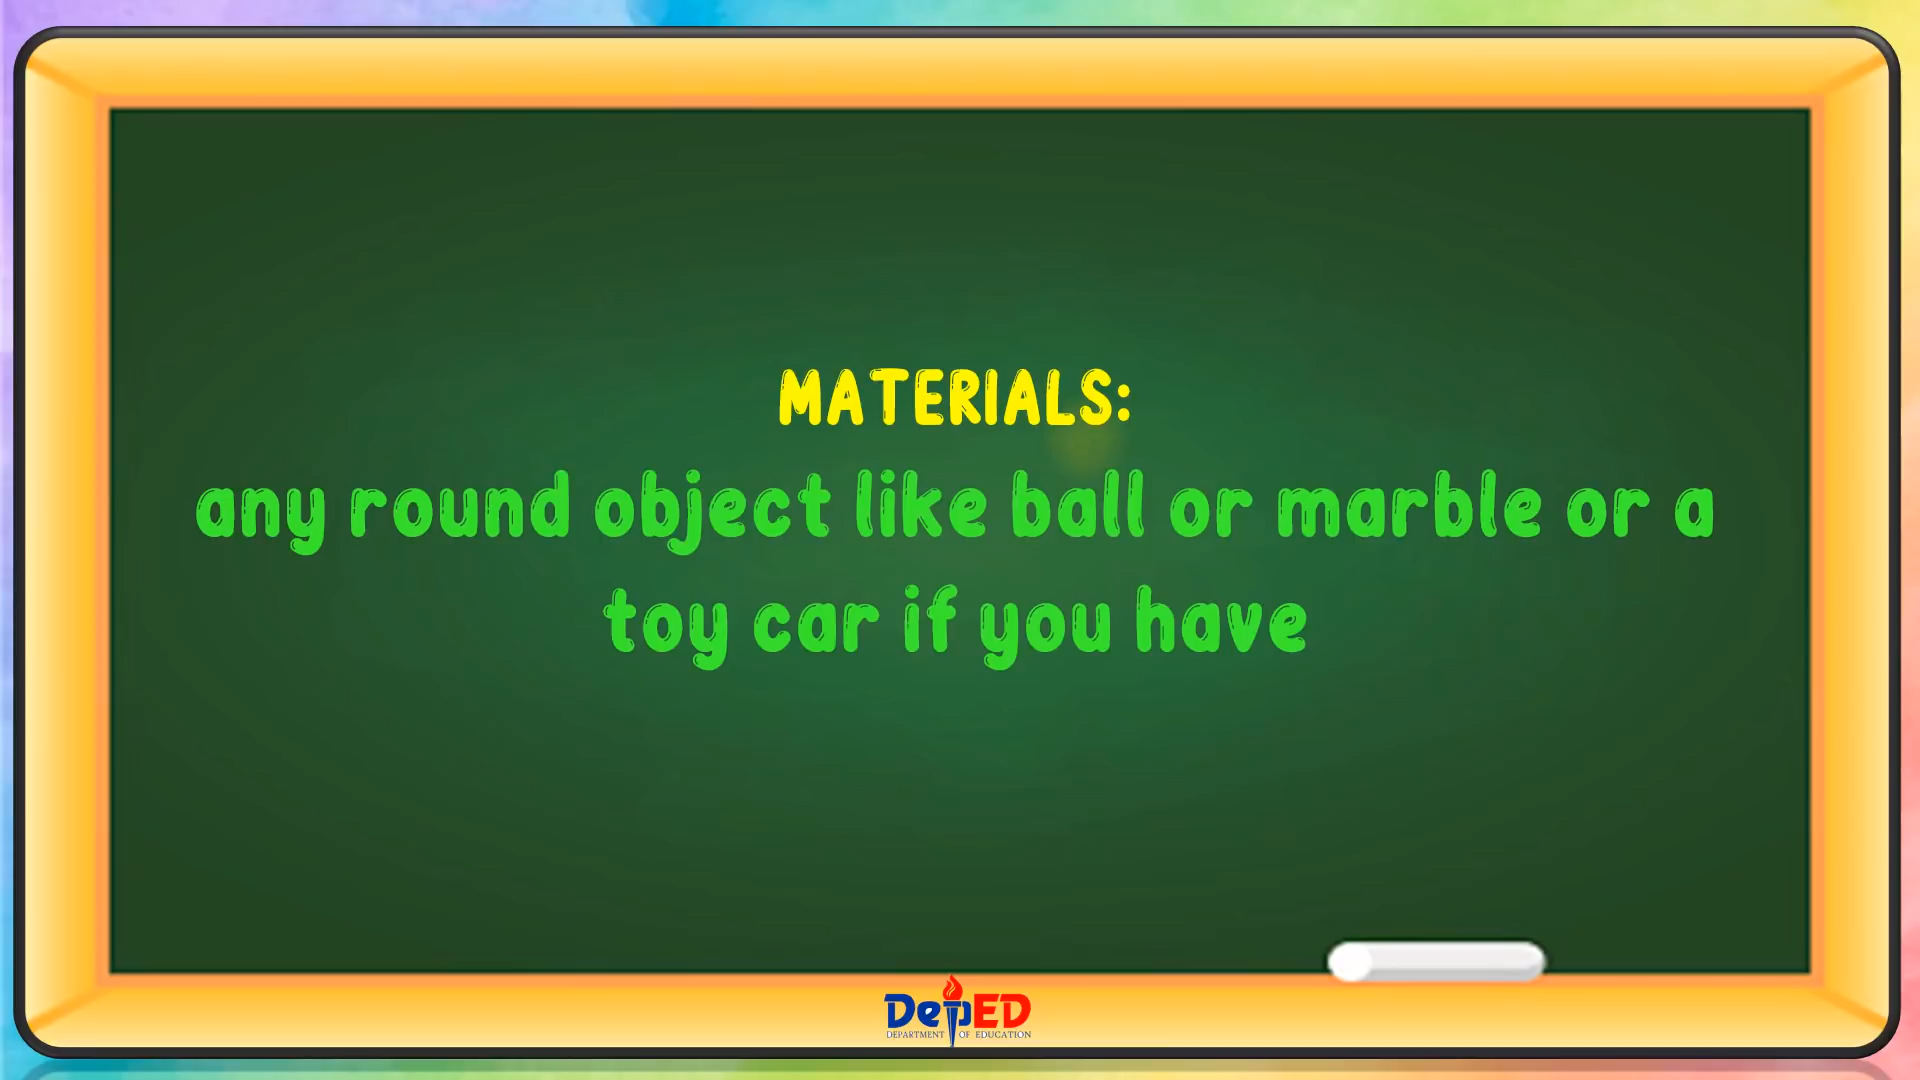 MATERIALS:
any round object like ball or marble or a
toy car if you have
DepED
DEPARTMENT OF EDUCATION